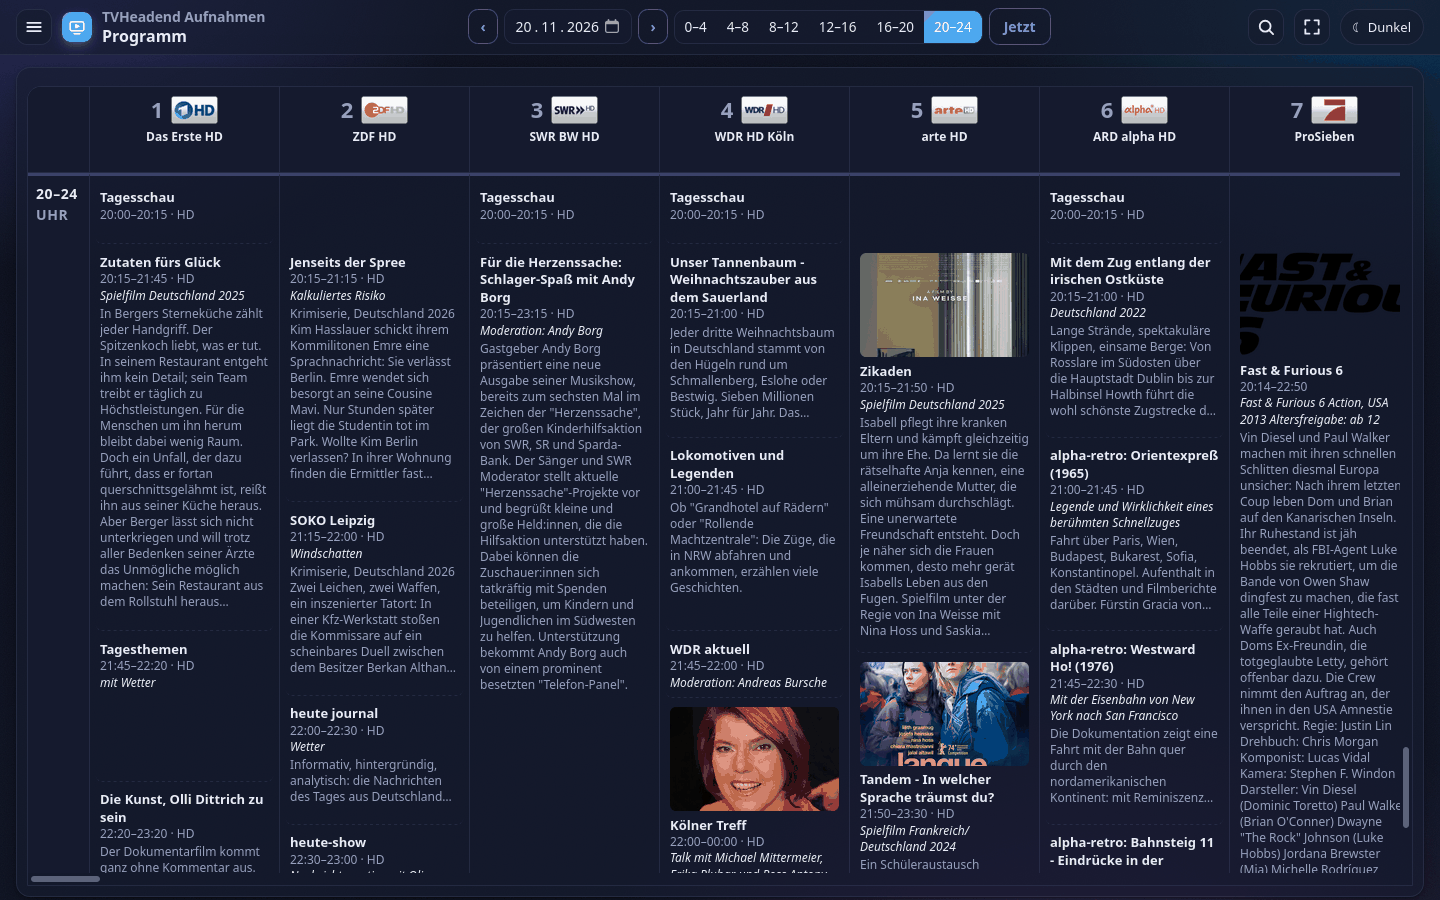 TVHeadend Aufnahmen
Programm
‹ 20 . 11 . 2026 › 0–4 4–8 8–12 12–16 16–20 20–24 Jetzt
Dunkel
1 HD
Das Erste HD
2 ZDF HD
ZDF HD
3 SWR» HD
SWR BW HD
4 WDR HD
WDR HD Köln
5 arte HD
arte HD
6 alpha HD
ARD alpha HD
7
ProSieben
20–24
UHR
Tagesschau
20:00–20:15 · HD
Zutaten fürs Glück
20:15–21:45 · HD
Spielfilm Deutschland 2025
In Bergers Sterneküche zählt
jeder Handgriff. Der
Spitzenkoch liebt, was er tut.
In seinem Restaurant entgeht
ihm kein Detail; sein Team
treibt er täglich zu
Höchstleistungen. Für die
Menschen um ihn herum
bleibt dabei wenig Raum.
Doch ein Unfall, der dazu
führt, dass er fortan
querschnittsgelähmt ist, reißt
ihn aus seiner Küche heraus.
Aber Berger lässt sich nicht
unterkriegen und will trotz
aller Bedenken seiner Ärzte
das Unmögliche möglich
machen: Sein Restaurant aus
dem Rollstuhl heraus…
Tagesthemen
21:45–22:20 · HD
mit Wetter
Die Kunst, Olli Dittrich zu
sein
22:20–23:20 · HD
Der Dokumentarfilm kommt
ganz ohne Kommentar aus.
Jenseits der Spree
20:15–21:15 · HD
Kalkuliertes Risiko
Krimiserie, Deutschland 2026
Kim Hasslauer schickt ihrem
Kommilitonen Emre eine
Sprachnachricht: Sie verlässt
Berlin. Emre wendet sich
besorgt an seine Cousine
Mavi. Nur Stunden später
liegt die Studentin tot im
Park. Wollte Kim Berlin
verlassen? In ihrer Wohnung
finden die Ermittler fast…
SOKO Leipzig
21:15–22:00 · HD
Windschatten
Krimiserie, Deutschland 2026
Zwei Leichen, zwei Waffen,
ein inszenierter Tatort: In
einer Kfz-Werkstatt stoßen
die Kommissare auf ein
scheinbares Duell zwischen
dem Besitzer Berkan Althan…
heute journal
22:00–22:30 · HD
Wetter
Informativ, hintergründig,
analytisch: die Nachrichten
des Tages aus Deutschland…
heute-show
22:30–23:00 · HD
Für die Herzenssache:
Schlager-Spaß mit Andy
Borg
20:15–23:15 · HD
Moderation: Andy Borg
Gastgeber Andy Borg
präsentiert eine neue
Ausgabe seiner Musikshow,
bereits zum sechsten Mal im
Zeichen der "Herzenssache",
der großen Kinderhilfsaktion
von SWR, SR und Sparda-
Bank. Der Sänger und SWR
Moderator stellt aktuelle
"Herzenssache"-Projekte vor
und begrüßt kleine und
große Held:innen, die die
Hilfsaktion unterstützt haben.
Dabei können die
Zuschauer:innen sich
tatkräftig mit Spenden
beteiligen, um Kindern und
Jugendlichen im Südwesten
zu helfen. Unterstützung
bekommt Andy Borg auch
von einem prominent
besetzten "Telefon-Panel".
Tagesschau
20:00–20:15 · HD
Tagesschau
20:00–20:15 · HD
Unser Tannenbaum -
Weihnachtszauber aus
dem Sauerland
20:15–21:00 · HD
Jeder dritte Weihnachtsbaum
in Deutschland stammt von
den Hügeln rund um
Schmallenberg, Eslohe oder
Bestwig. Sieben Millionen
Stück, Jahr für Jahr. Das…
Lokomotiven und
Legenden
21:00–21:45 · HD
Ob "Grandhotel auf Rädern"
oder "Rollende
Machtzentrale": Die Züge, die
in NRW abfahren und
ankommen, erzählen viele
Geschichten.
WDR aktuell
21:45–22:00 · HD
Moderation: Andreas Bursche
Kölner Treff
22:00–00:00 · HD
Talk mit Michael Mittermeier,
A FILM BY
INA WEISSE
Zikaden
20:15–21:50 · HD
Spielfilm Deutschland 2025
Isabell pflegt ihre kranken
Eltern und kämpft gleichzeitig
um ihre Ehe. Da lernt sie die
rätselhafte Anja kennen, eine
alleinerziehende Mutter, die
sich mühsam durchschlägt.
Eine unerwartete
Freundschaft entsteht. Doch
je näher sich die Frauen
kommen, desto mehr gerät
Isabells Leben aus den
Fugen. Spielfilm unter der
Regie von Ina Weisse mit
Nina Hoss und Saskia…
langue
Tandem - In welcher
Sprache träumst du?
21:50–23:30 · HD
Spielfilm Frankreich/
Deutschland 2024
Ein Schüleraustausch
Tagesschau
20:00–20:15 · HD
Mit dem Zug entlang der
irischen Ostküste
20:15–21:00 · HD
Deutschland 2022
Lange Strände, spektakuläre
Klippen, einsame Berge: Von
Rosslare im Südosten über
die Hauptstadt Dublin bis zur
Halbinsel Howth führt die
wohl schönste Zugstrecke d…
alpha-retro: Orientexpreß
(1965)
21:00–21:45 · HD
Legende und Wirklichkeit eines
berühmten Schnellzuges
Fahrt über Paris, Wien,
Budapest, Bukarest, Sofia,
Konstantinopel. Aufenthalt in
den Städten und Filmberichte
darüber. Fürstin Gracia von…
alpha-retro: Westward
Ho! (1976)
21:45–22:30 · HD
Mit der Eisenbahn von New
York nach San Francisco
Die Dokumentation zeigt eine
Fahrt mit der Bahn quer
durch den
nordamerikanischen
Kontinent: mit Reminiszenz…
alpha-retro: Bahnsteig 11
- Eindrücke in der
FAST &
FURIOU
6
Fast & Furious 6
20:14–22:50
Fast & Furious 6 Action, USA
2013 Altersfreigabe: ab 12
Vin Diesel und Paul Walker
machen mit ihren schnellen
Schlitten diesmal Europa
unsicher: Nach ihrem letzten
Coup leben Dom und Brian
auf den Kanarischen Inseln.
Ihr Ruhestand ist jäh
beendet, als FBI-Agent Luke
Hobbs sie rekrutiert, um die
Bande von Owen Shaw
dingfest zu machen, die fast
alle Teile einer Hightech-
Waffe geraubt hat. Auch
Doms Ex-Freundin, die
totgeglaubte Letty, gehört
offenbar dazu. Die Crew
nimmt den Auftrag an, der
ihnen in den USA Amnestie
verspricht. Regie: Justin Lin
Drehbuch: Chris Morgan
Komponist: Lucas Vidal
Kamera: Stephen F. Windon
Darsteller: Vin Diesel
(Dominic Toretto) Paul Walke
(Brian O'Conner) Dwayne
"The Rock" Johnson (Luke
Hobbs) Jordana Brewster
(Mia) Michelle Rodríguez